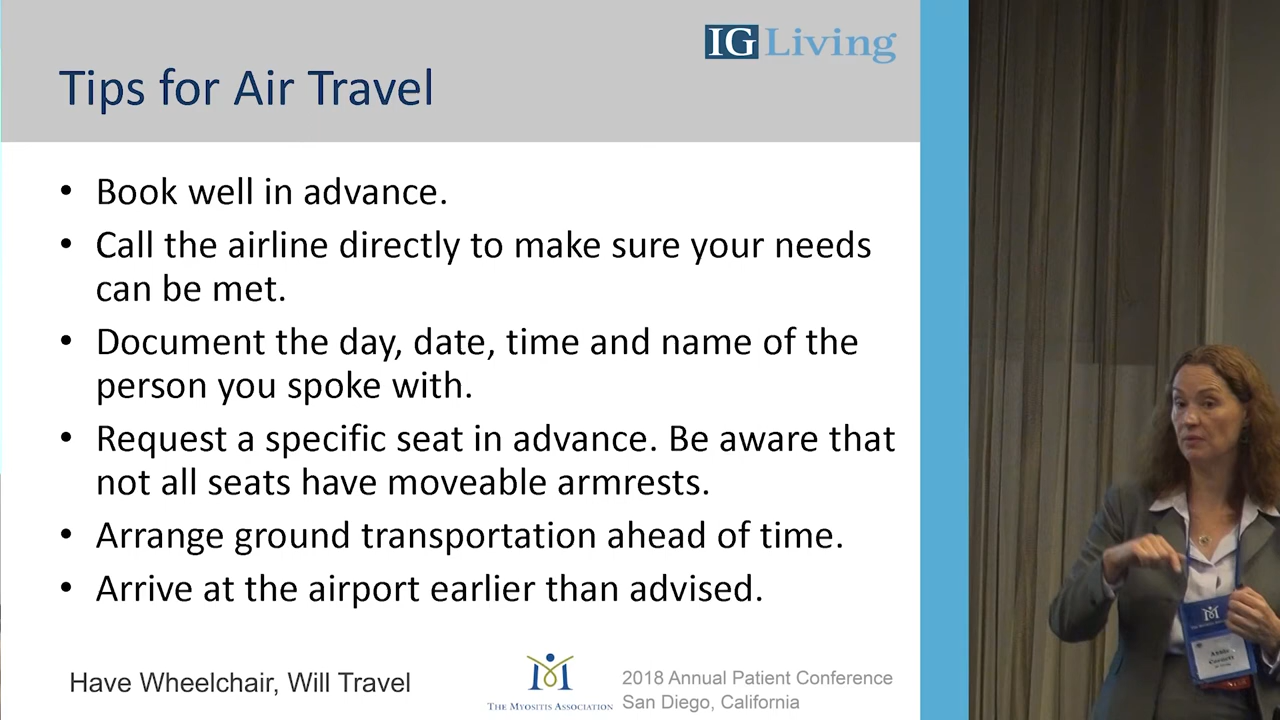 IG Living
Tips for Air Travel
• Book well in advance.
• Call the airline directly to make sure your needs
can be met.
• Document the day, date, time and name of the
person you spoke with.
• Request a specific seat in advance. Be aware that
not all seats have moveable armrests.
• Arrange ground transportation ahead of time.
• Arrive at the airport earlier than advised.
Have Wheelchair, Will Travel
THE MYOSITIS ASSOCIATION
2018 Annual Patient Conference
San Diego, California